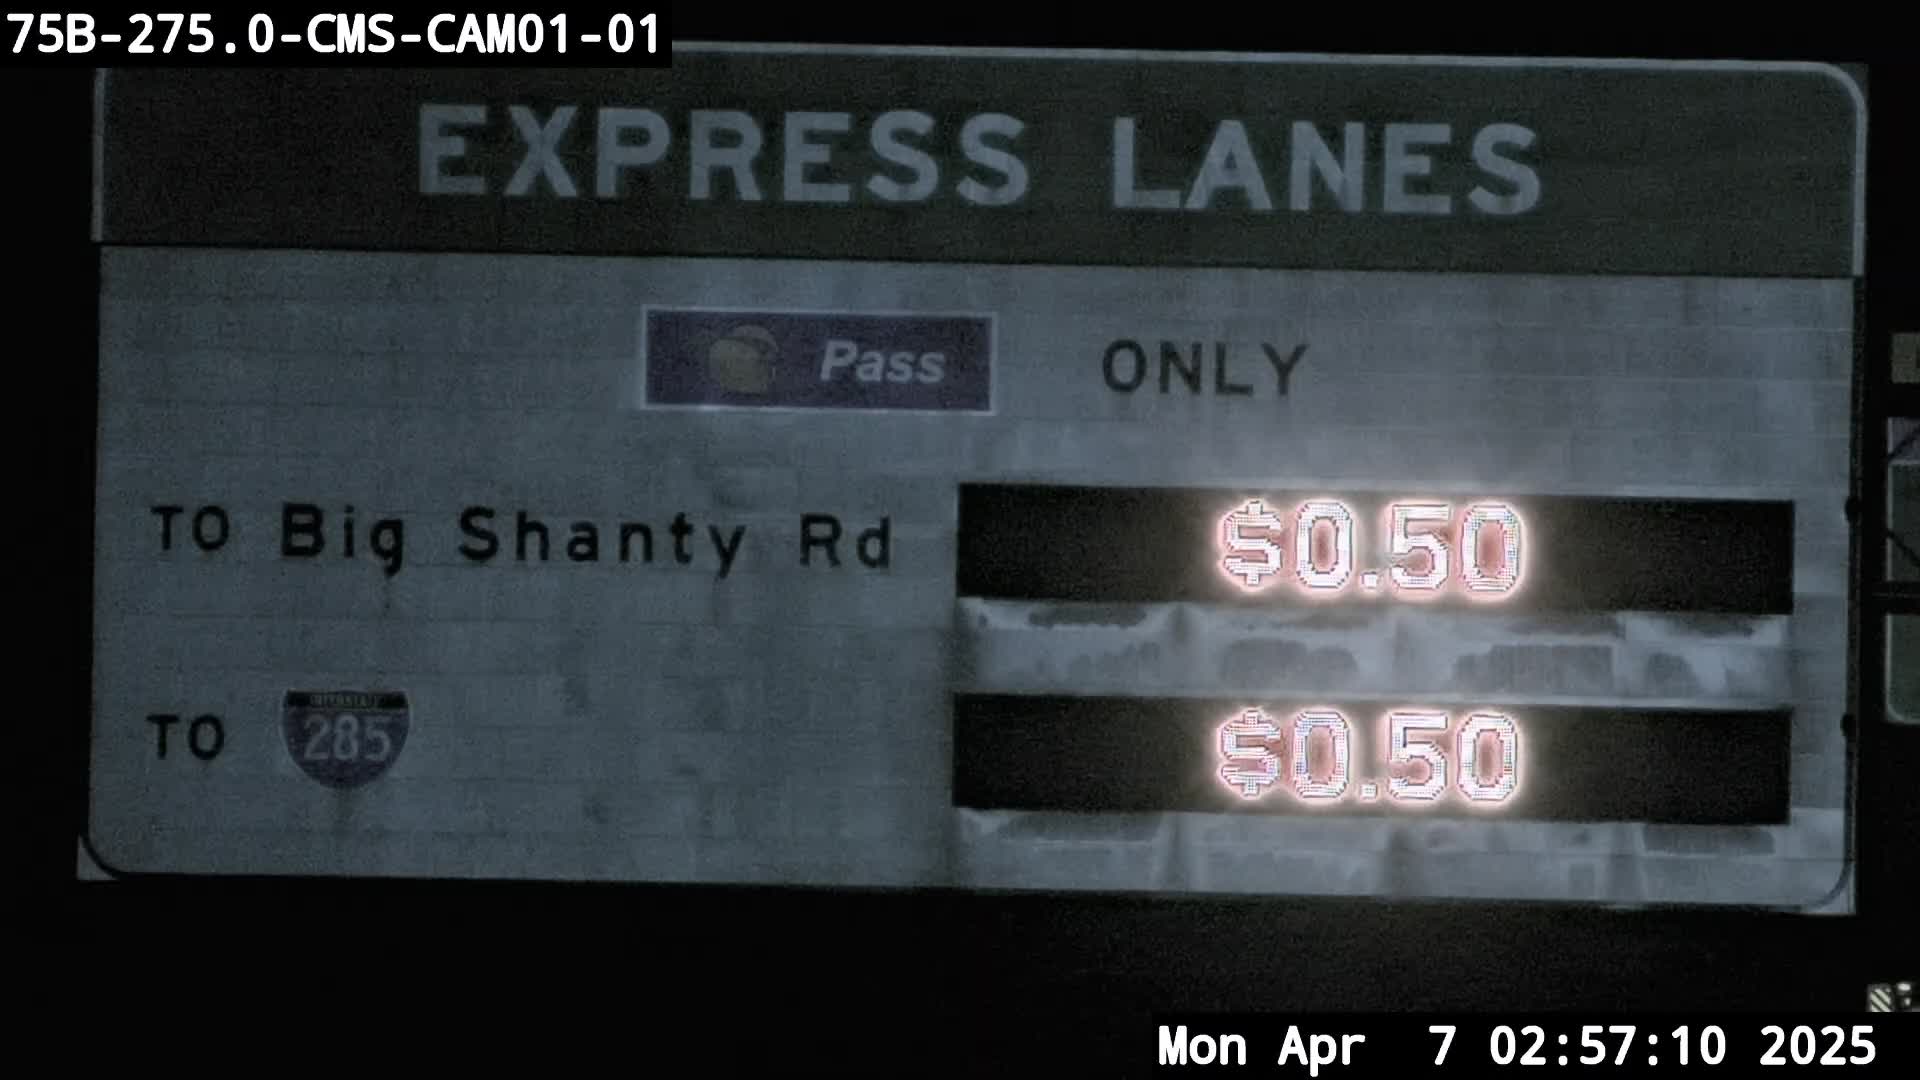 75B-275.0-CMS-CAM01-01
EXPRESS LANES
Pass ONLY
TO Big Shanty Rd $0.50
TO INTERSTATE 285 $0.50
Mon Apr 7 02:57:10 2025